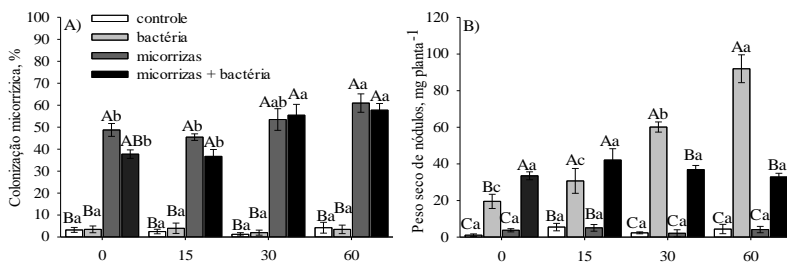 A)
controle
bactéria
micorrizas
micorrizas + bactéria
Colonização micorrízica, %
100
90
80
70
60
50
40
30
20
10
0
Ba Ba Ab ABb
Ba Ba Ab Ab
Ba Ba Aab Aa
Ba Ba Aa Aa
0 15 30 60
B)
Peso seco de nódulos, mg planta-1
120
100
80
60
40
20
0
Ca Bc Ca Aa
Ba Ac Ba Aa
Ca Ab Ca Ba
Ca Aa Ca Ba
0 15 30 60